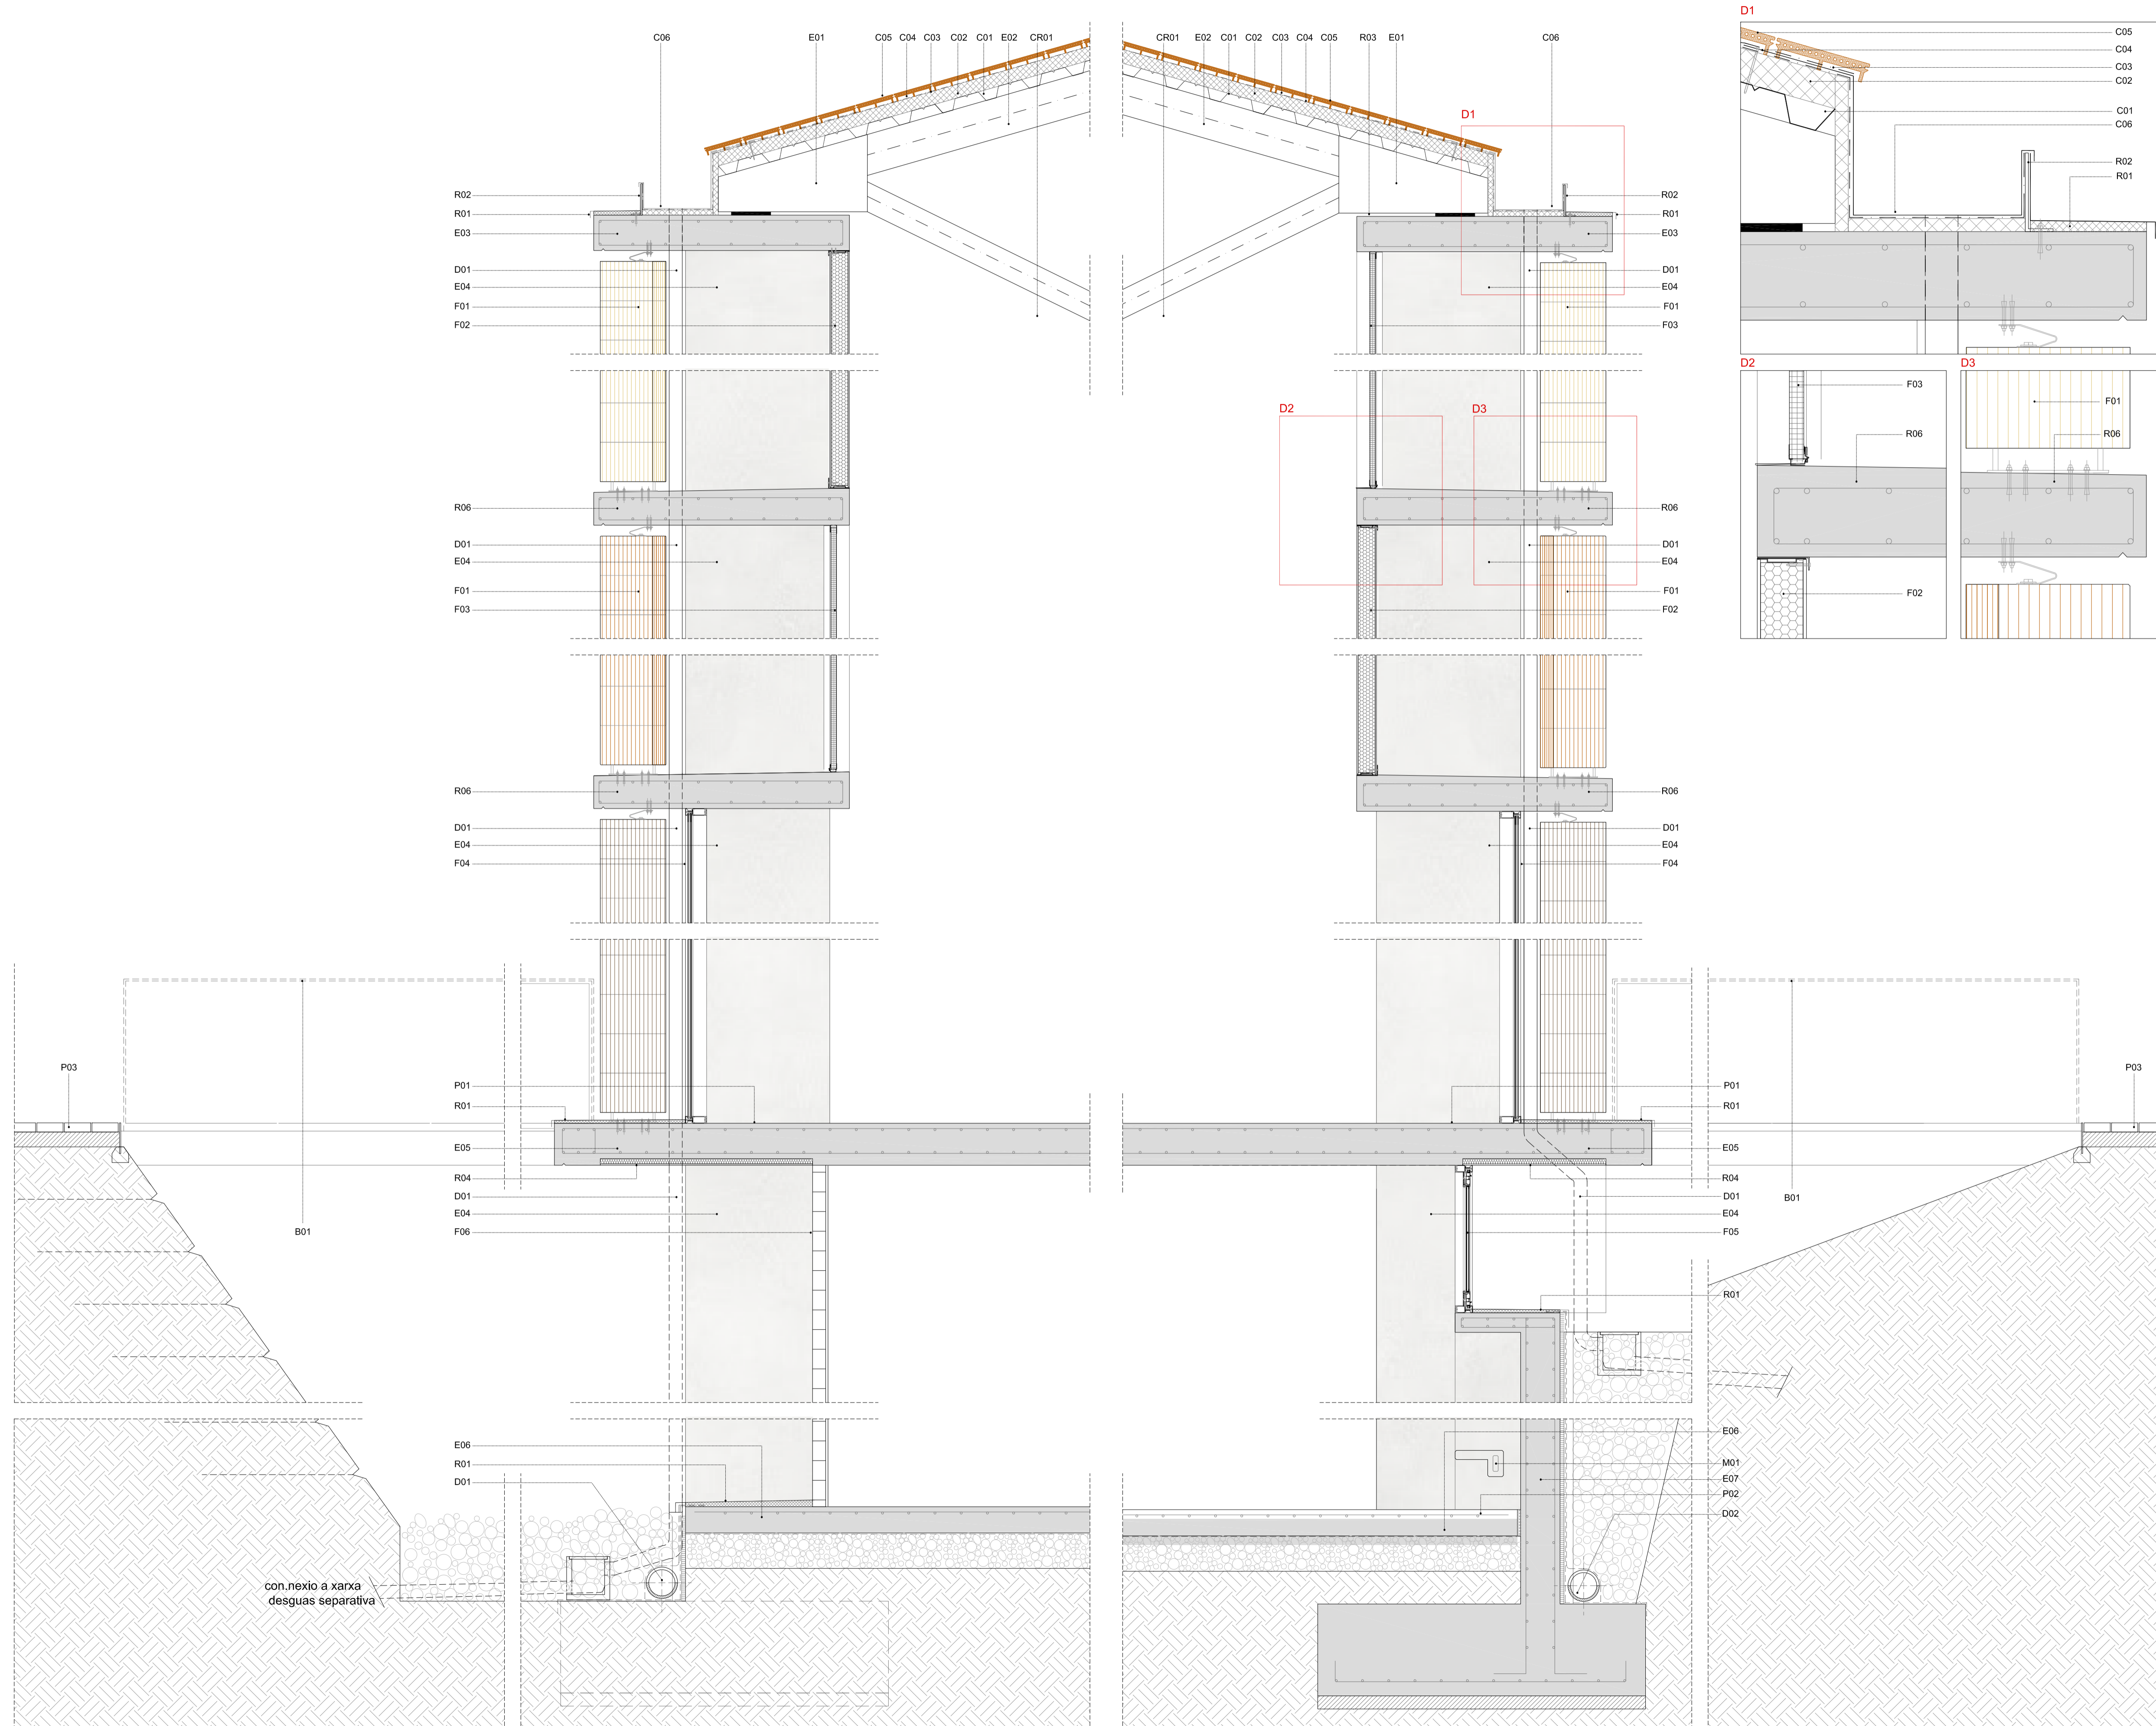 D1
C06 E01 C05 C04 C03 C02 C01 E02 CR01
CR01 E02 C01 C02 C03 C04 C05 R03 E01 C06
D1
R02
R01
E03
D01
E04
F01
F02
R06
D01
E04
F01
F03
R06
D01
E04
F04
P03
P01
R01
E05
R04
D01
E04
F06
B01
E06
R01
D01
con.nexio a xarxa
desguas separativa
R02
R01
E03
D01
E04
F01
F03
D2
D3
R06
D01
E04
F01
F02
R06
D01
E04
F04
P03
P01
R01
E05
R04
D01
B01
E04
F05
R01
E06
M01
E07
P02
D02
C05
C04
C03
C02
C01
C06
R02
R01
D2
F03
R06
F02
D3
F01
R06